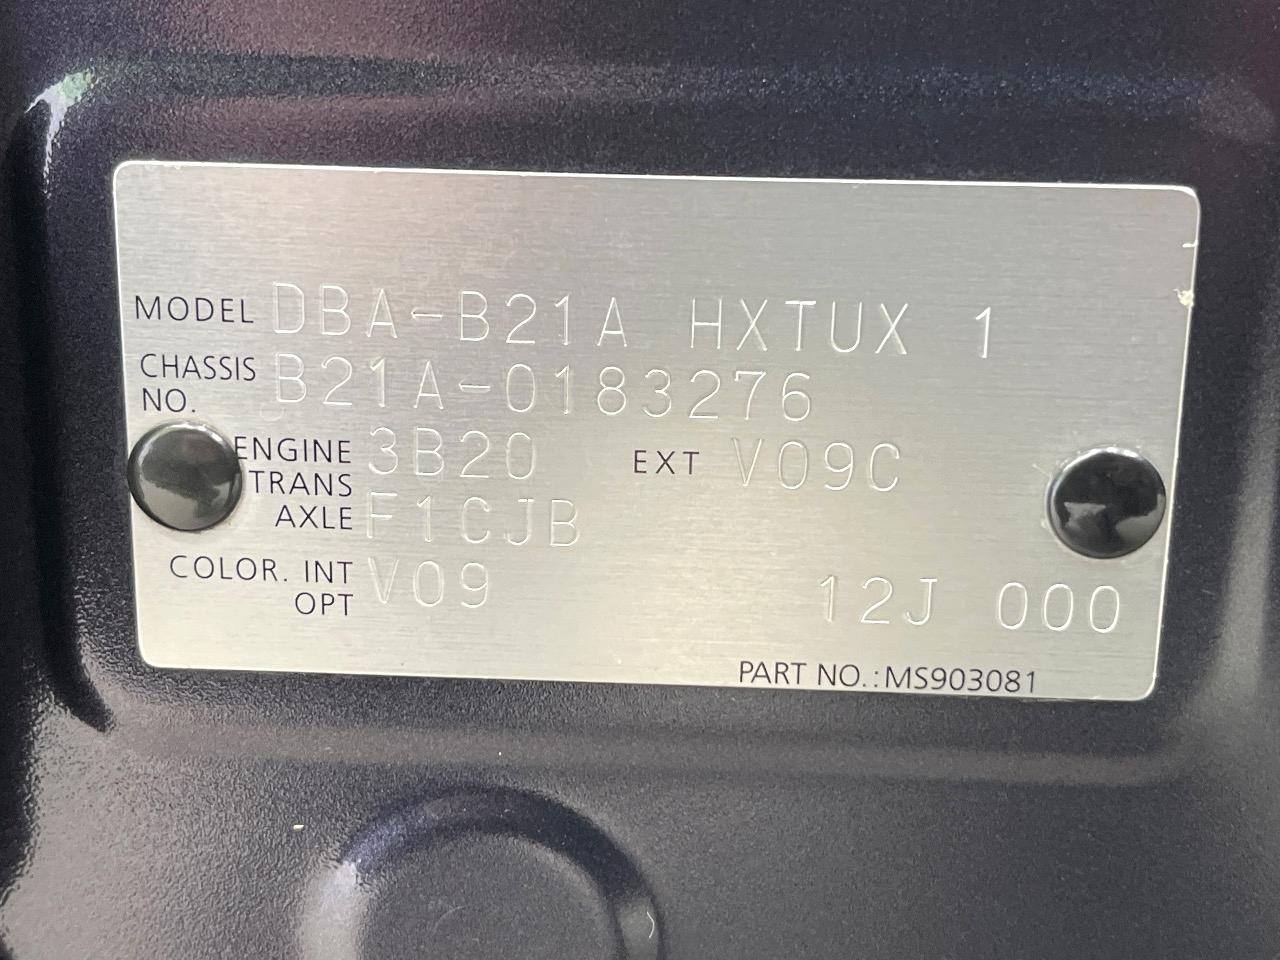 MODEL DBA-B21A HXTUX 1
CHASSIS NO. B21A-0183276
ENGINE 3B20 EXT V09C
TRANS AXLE F1CJB
COLOR. INT V09
OPT 12J 000
PART NO.:MS903081